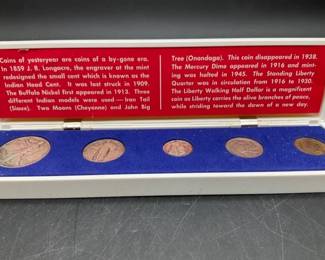 Coins of yesteryear are coins of a by-gone era.
In 1859 J. B. Longacre, the engraver at the mint
redesigned the small cent which is known as the
Indian Head Cent. It was last struck in 1909.
The Buffalo Nickel first appeared in 1913. Three
different Indian models were used — Iron Tail
(Sioux), Two Moons (Cheyenne) and John Big
Tree (Onondaga). This coin disappeared in 1938.
The Mercury Dime appeared in 1916 and mint-
ing was halted in 1945. The Standing Liberty
Quarter was in circulation from 1916 to 1930.
The Liberty Walking Half Dollar is a magnificent
coin as Liberty carries the olive branches of peace,
while striding toward the dawn of a new day.